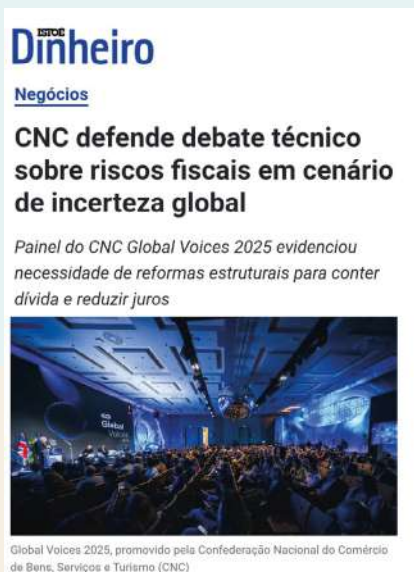 ISTOÉ
Dinheiro
Negócios
CNC defende debate técnico
sobre riscos fiscais em cenário
de incerteza global
Painel do CNC Global Voices 2025 evidenciou
necessidade de reformas estruturais para conter
dívida e reduzir juros
Global
Voices
Global Voices 2025, promovido pela Confederação Nacional do Comércio
de Bens, Serviços e Turismo (CNC)